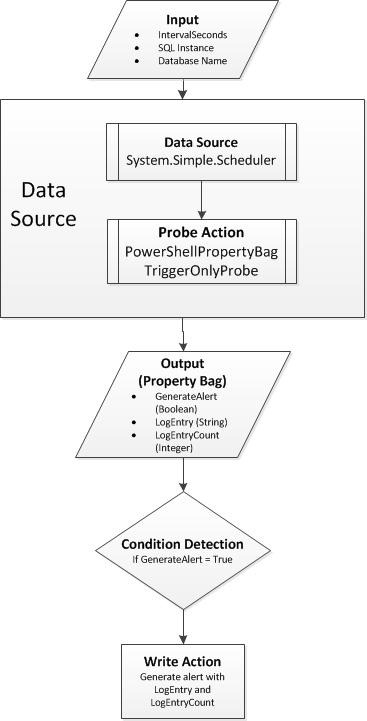 Input
• IntervalSeconds
• SQL Instance
• Database Name
Data Source
System.Simple.Scheduler
Data
Source
Probe Action
PowerShellPropertyBag
TriggerOnlyProbe
Output
(Property Bag)
• GenerateAlert
(Boolean)
• LogEntry (String)
• LogEntryCount
(Integer)
Condition Detection
If GenerateAlert = True
Write Action
Generate alert with
LogEntry and
LogEntryCount